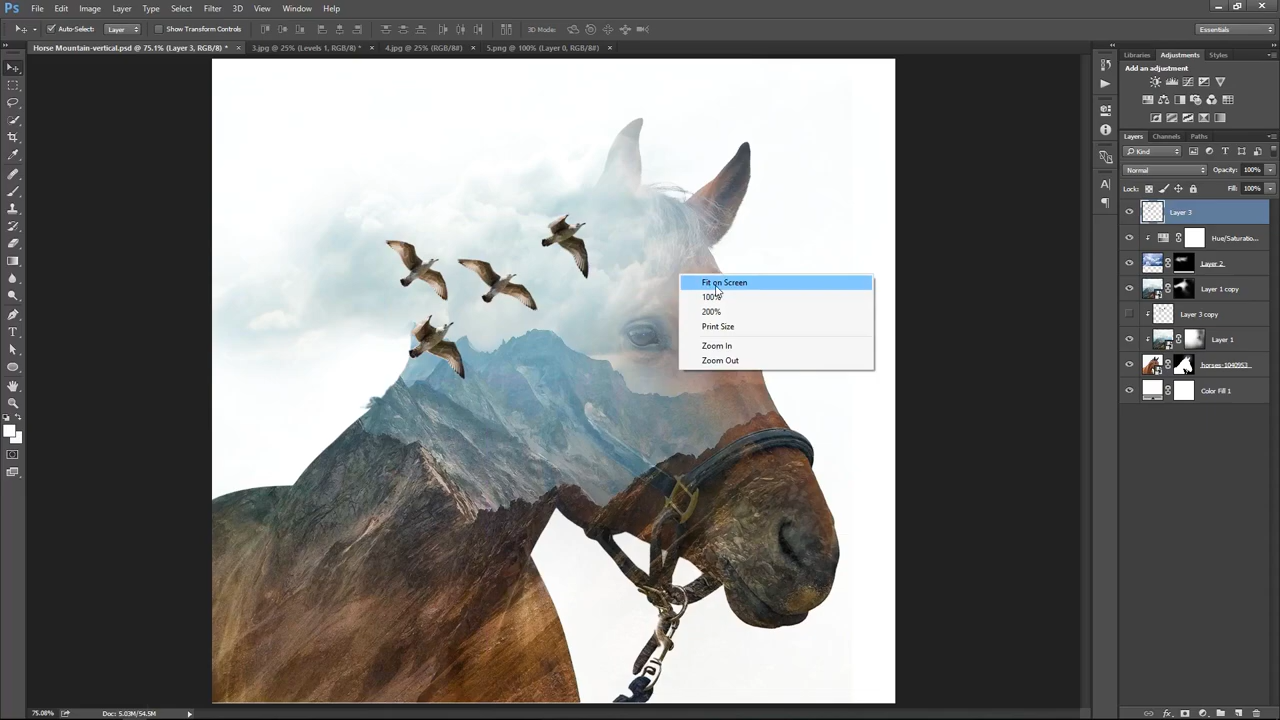 Ps File Edit Image Layer Type Select Filter 3D View Window Help
Auto-Select: Layer Show Transform Controls 3D Mode: Essentials
Horse Mountain-vertical.psd @ 75.1% (Layer 3, RGB/8) * × 3.jpg @ 25% (Levels 1, RGB/8) * × 4.jpg @ 25% (RGB/8#) × 5.png @ 100% (Layer 0, RGB/8#) ×
Libraries Adjustments Styles
Add an adjustment
Layers Channels Paths
Kind
Normal Opacity: 100%
Lock: Fill: 100%
Layer 3
Hue/Saturatio...
Layer 2
Layer 1 copy
Layer 3 copy
Layer 1
horses-1040953...
Color Fill 1
Fit on Screen
100%
200%
Print Size
Zoom In
Zoom Out
75.08% Doc: 5.03M/54.5M